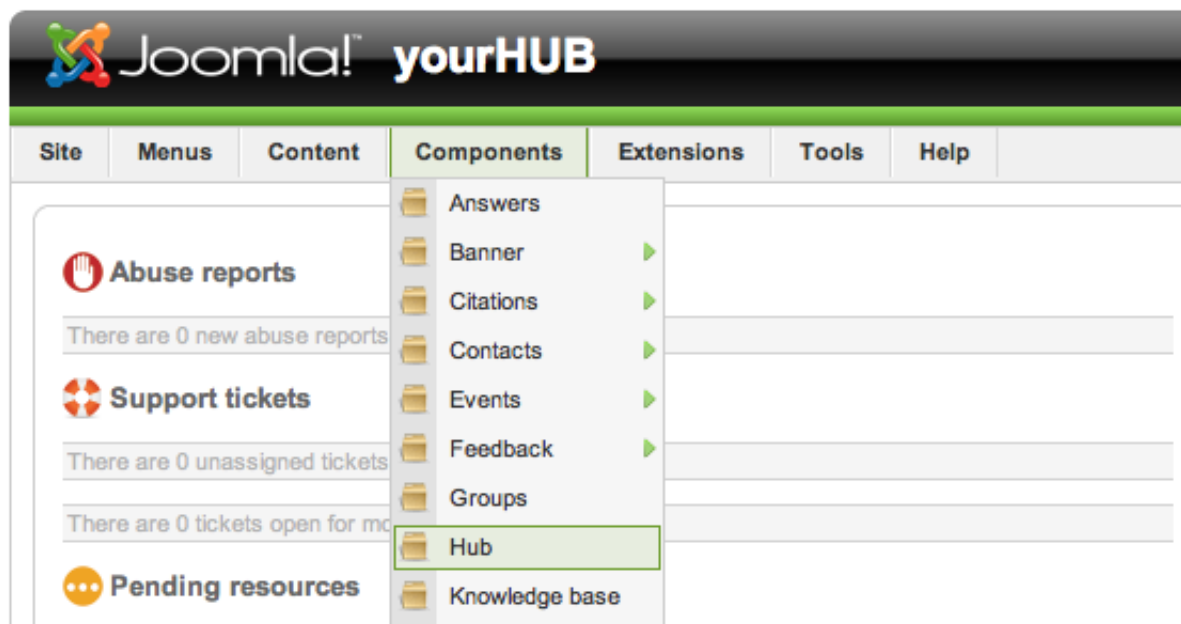 Joomla!™ yourHUB
Site Menus Content Components Extensions Tools Help
Answers
Banner
Citations
Contacts
Events
Feedback
Groups
Hub
Knowledge base
Abuse reports
There are 0 new abuse reports
Support tickets
There are 0 unassigned tickets
There are 0 tickets open for
Pending resources